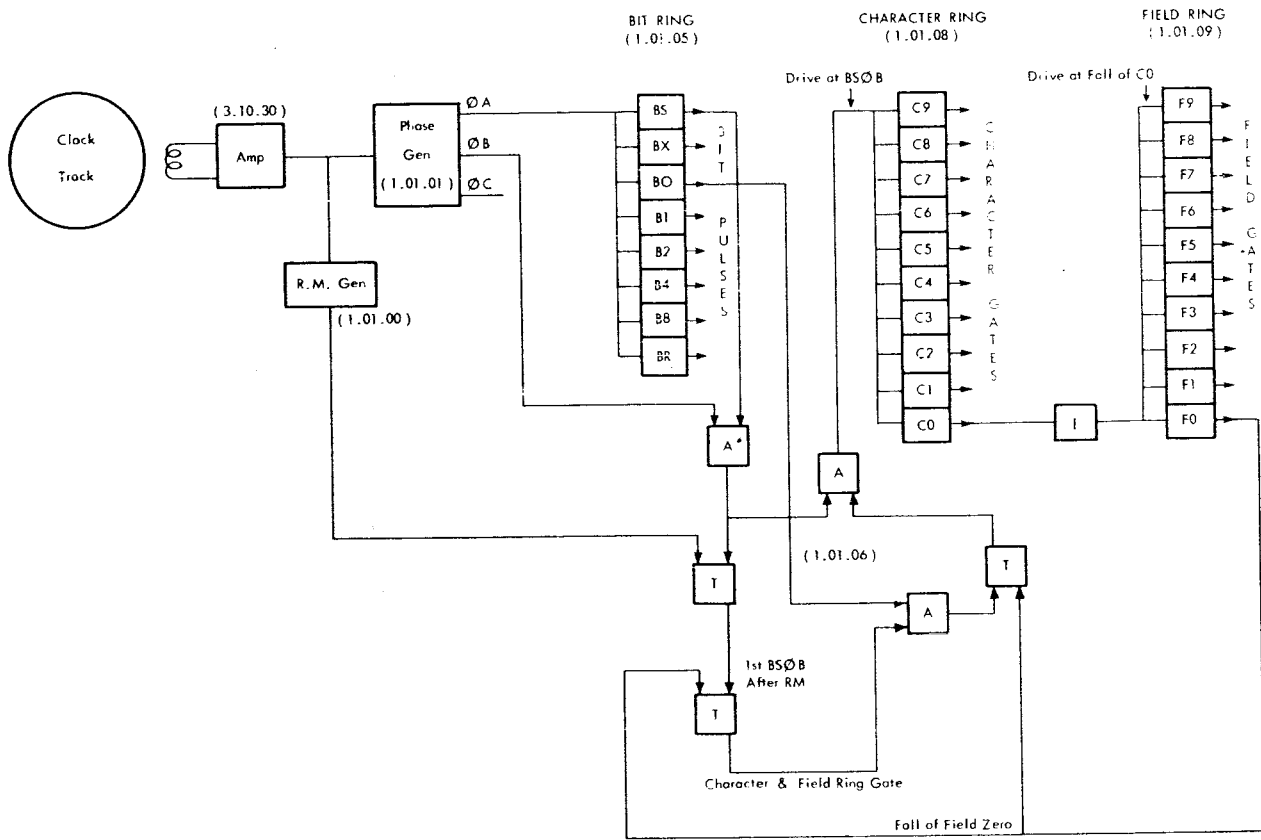 BIT RING
(1.01.05)
CHARACTER RING
(1.01.08)
FIELD RING
(1.01.09)
Drive at BSØB
Drive at Fall of C0
Clock
Track
(3.10.30)
Amp
Phase
Gen
(1.01.01)
ØA
ØB
ØC
R.M. Gen
(1.01.00)
BS
BX
BO
B1
B2
B4
B8
BR
BIT PULSES
C9
C8
C7
C6
C5
C4
C3
C2
C1
C0
CHARACTER GATES
I
F9
F8
F7
F6
F5
F4
F3
F2
F1
F0
FIELD GATES
A*
A
(1.01.06)
T
T
A
1st BSØB
After RM
T
Character & Field Ring Gate
Fall of Field Zero